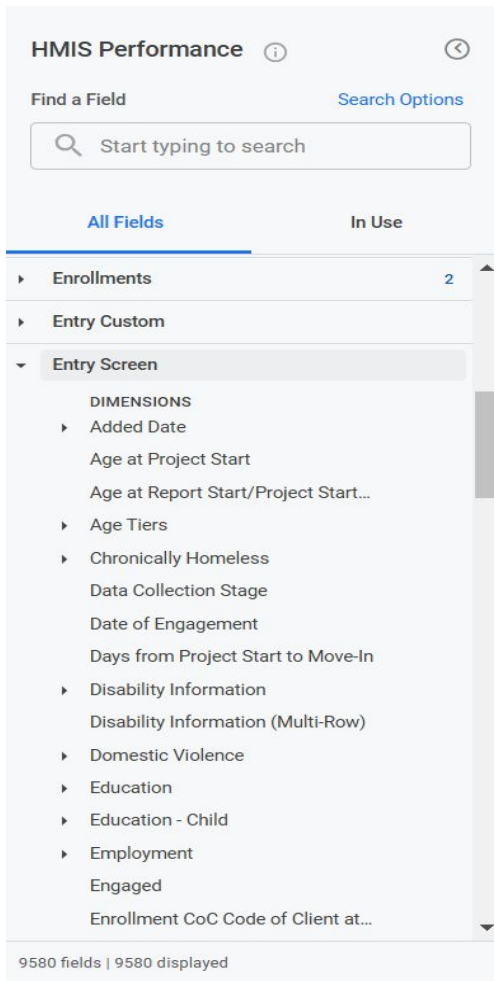 HMIS Performance
Find a Field Search Options
Start typing to search
All Fields In Use
Enrollments 2
Entry Custom
Entry Screen
DIMENSIONS
Added Date
Age at Project Start
Age at Report Start/Project Start...
Age Tiers
Chronically Homeless
Data Collection Stage
Date of Engagement
Days from Project Start to Move-In
Disability Information
Disability Information (Multi-Row)
Domestic Violence
Education
Education - Child
Employment
Engaged
Enrollment CoC Code of Client at...
9580 fields | 9580 displayed